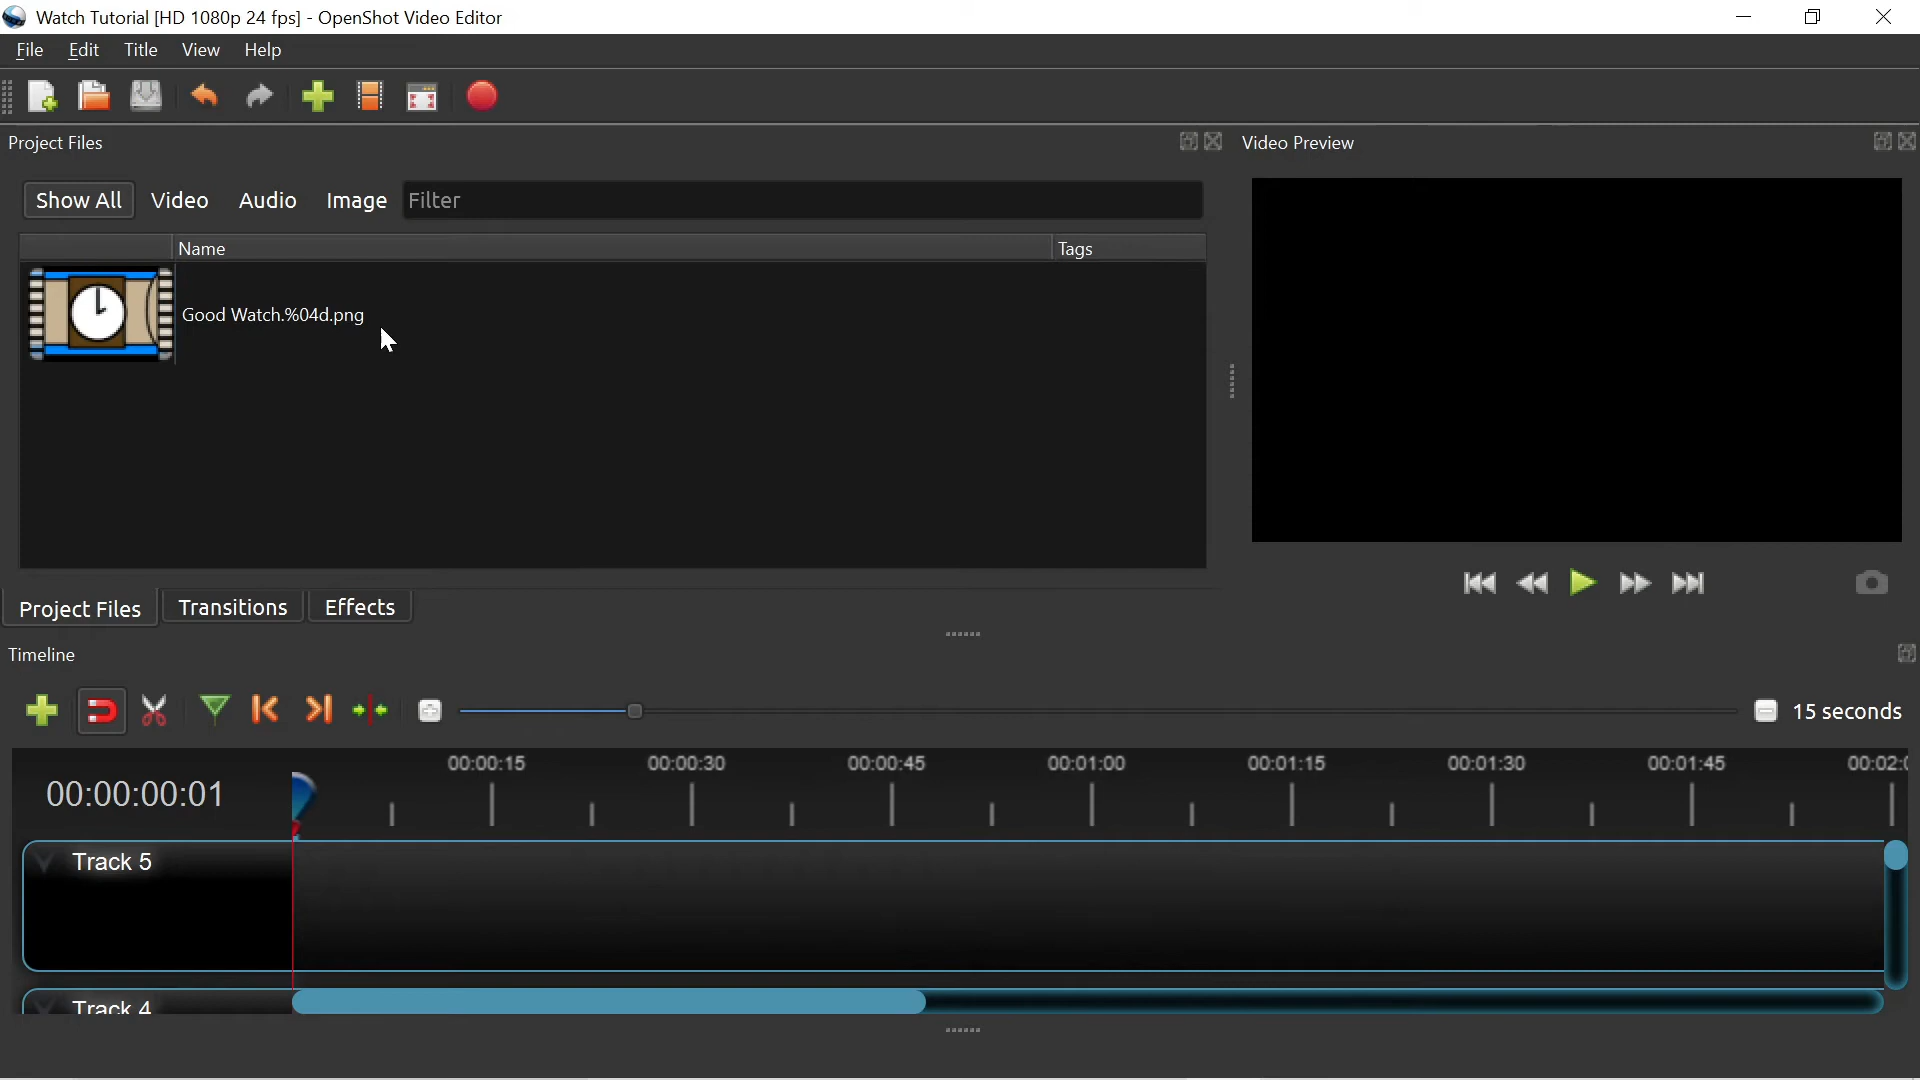 Watch Tutorial [HD 1080p 24 fps] - OpenShot Video Editor
File Edit Title View Help
Project Files
Video Preview
Show All Video Audio Image Filter
Name Tags
Good Watch.%04d.png
Project Files Transitions Effects
Timeline
15 seconds
00:00:00:01
00:00:15 00:00:30 00:00:45 00:01:00 00:01:15 00:01:30 00:01:45 00:02:
Track 5
Track 4